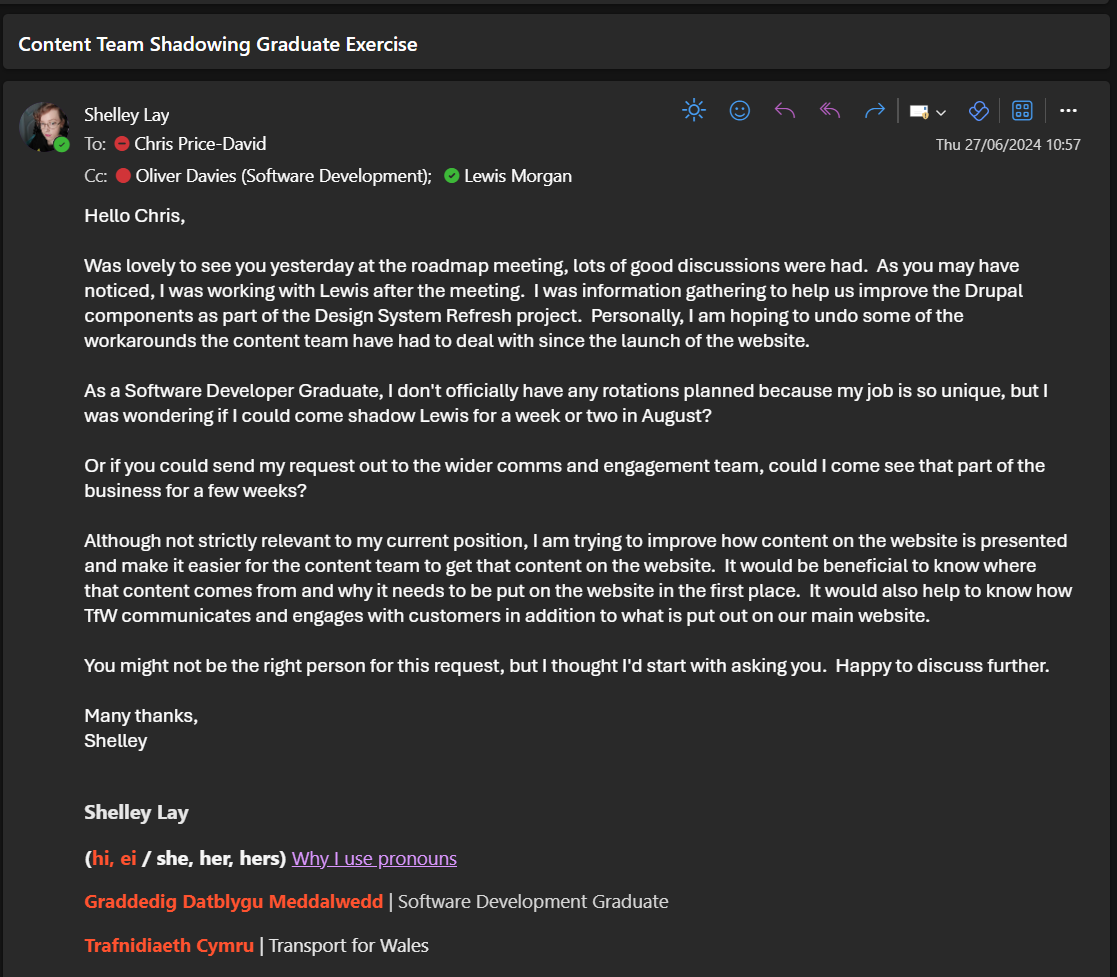 Content Team Shadowing Graduate Exercise
Shelley Lay
To: Chris Price-David
Thu 27/06/2024 10:57
Cc: Oliver Davies (Software Development); Lewis Morgan
Hello Chris,
Was lovely to see you yesterday at the roadmap meeting, lots of good discussions were had.  As you may have
noticed, I was working with Lewis after the meeting.  I was information gathering to help us improve the Drupal
components as part of the Design System Refresh project.  Personally, I am hoping to undo some of the
workarounds the content team have had to deal with since the launch of the website.
As a Software Developer Graduate, I don't officially have any rotations planned because my job is so unique, but I
was wondering if I could come shadow Lewis for a week or two in August?
Or if you could send my request out to the wider comms and engagement team, could I come see that part of the
business for a few weeks?
Although not strictly relevant to my current position, I am trying to improve how content on the website is presented
and make it easier for the content team to get that content on the website.  It would be beneficial to know where
that content comes from and why it needs to be put on the website in the first place.  It would also help to know how
TfW communicates and engages with customers in addition to what is put out on our main website.
You might not be the right person for this request, but I thought I'd start with asking you.  Happy to discuss further.
Many thanks,
Shelley
Shelley Lay
(hi, ei / she, her, hers) Why I use pronouns
Graddedig Datblygu Meddalwedd | Software Development Graduate
Trafnidiaeth Cymru | Transport for Wales